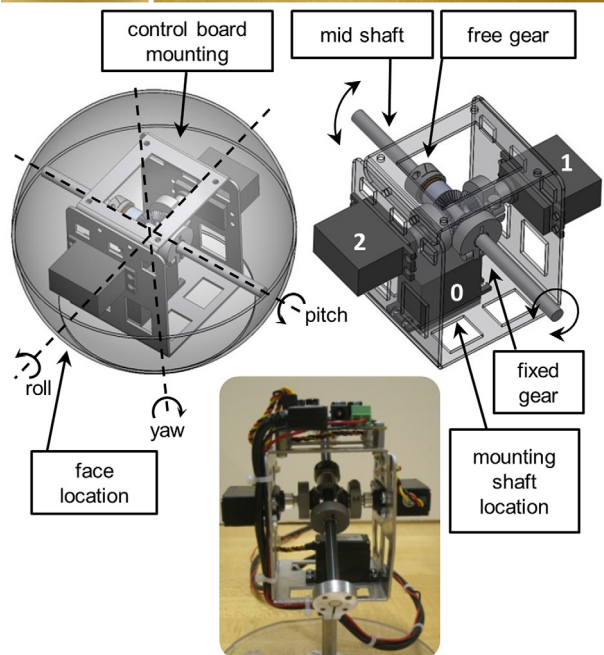 control board
mounting
mid shaft
free gear
1
2
0
pitch
roll
yaw
face
location
fixed
gear
mounting
shaft
location